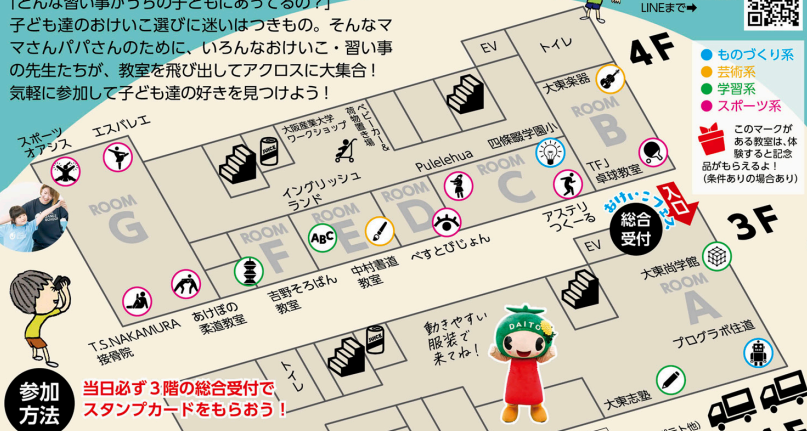 「どんな習い事がうちの子どもにあってるの？」
子ども達のおけいこ選びに迷いはつきもの。そんなマ
マさんパパさんのために、いろんなおけいこ・習い事
の先生たちが、教室を飛び出してアクロスに大集合！
気軽に参加して子ども達の好きを見つけよう！
LINEまで➡
4F
ものづくり系
芸術系
学習系
スポーツ系
このマークが
ある教室は、体
験すると記念
品がもらえるよ！
（条件ありの場合あり）
EV
トイレ
大東楽器
ROOM
B
TFJ
卓球教室
四條畷学園小
ROOM
C
アステリ
つくーる
Pulelehua
ROOM
D
べすとびじょん
ベビーカー&
荷物置き場
大阪産業大学
ワークショップ
JUICE
イングリッシュ
ランド
ROOM
E
ABC
中村書道
教室
ROOM
F
吉野そろばん
教室
あけぼの
柔道教室
スポーツ
オアシス
エスバレエ
ROOM
G
T.S.NAKAMURA
接骨院
おけいこフェス
総合
受付
入口
3F
EV
大東尚学館
ROOM
A
プログラボ住道
大東志塾
動きやすい
服装で
来てね！
DAITO
JUICE
トイレ
参加
方法
当日必ず３階の総合受付で
スタンプカードをもらおう！